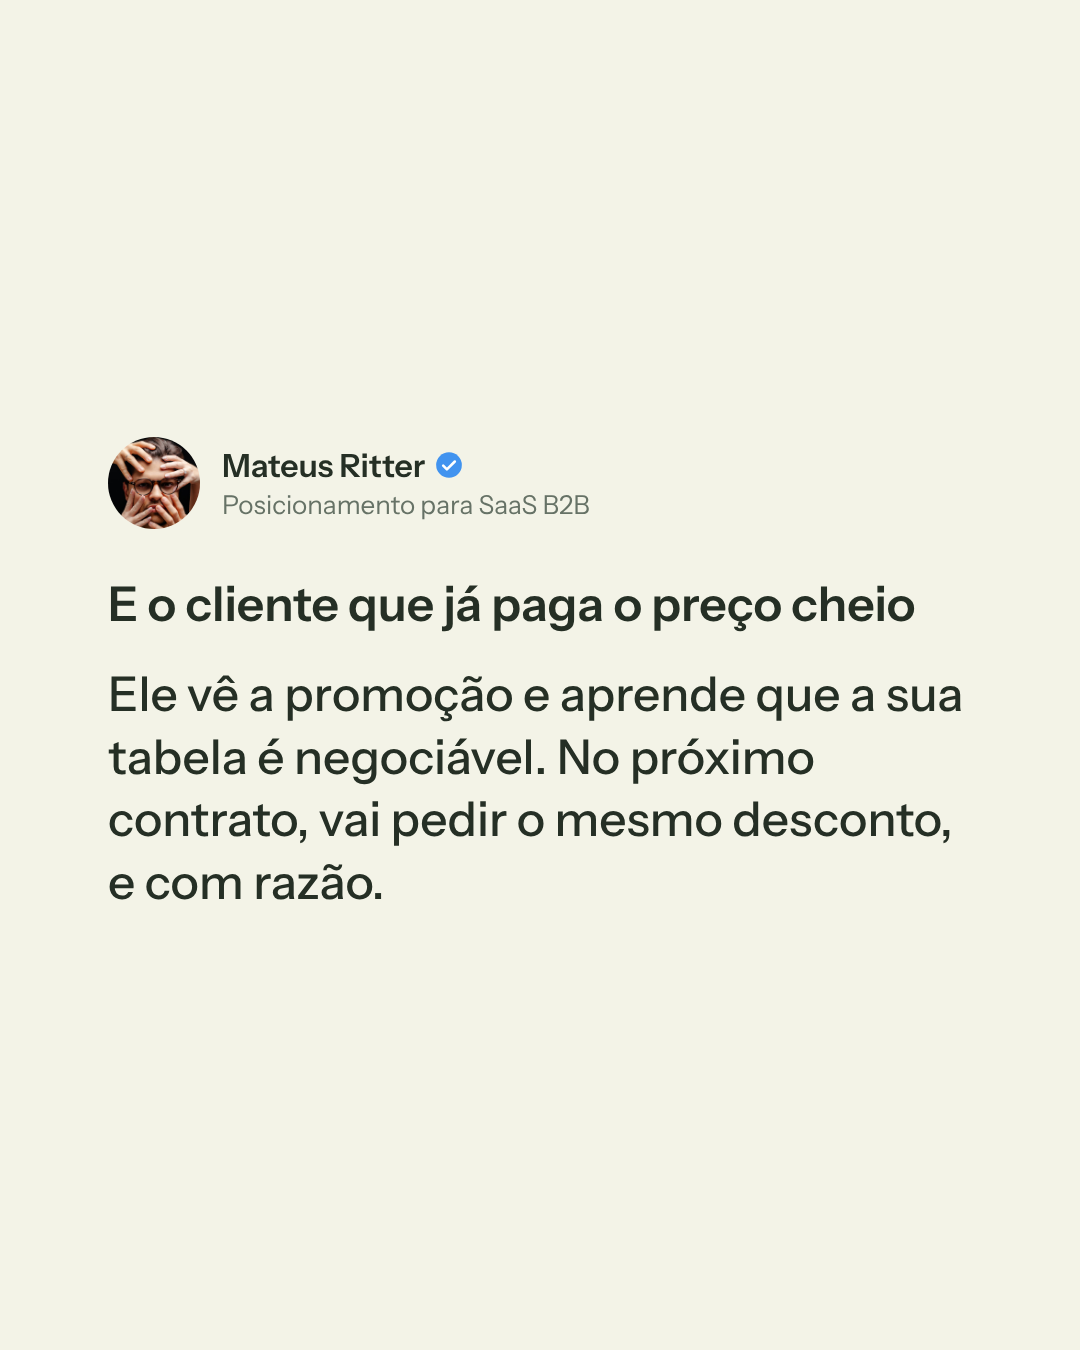 Mateus Ritter
Posicionamento para SaaS B2B
E o cliente que já paga o preço cheio
Ele vê a promoção e aprende que a sua
tabela é negociável. No próximo
contrato, vai pedir o mesmo desconto,
e com razão.